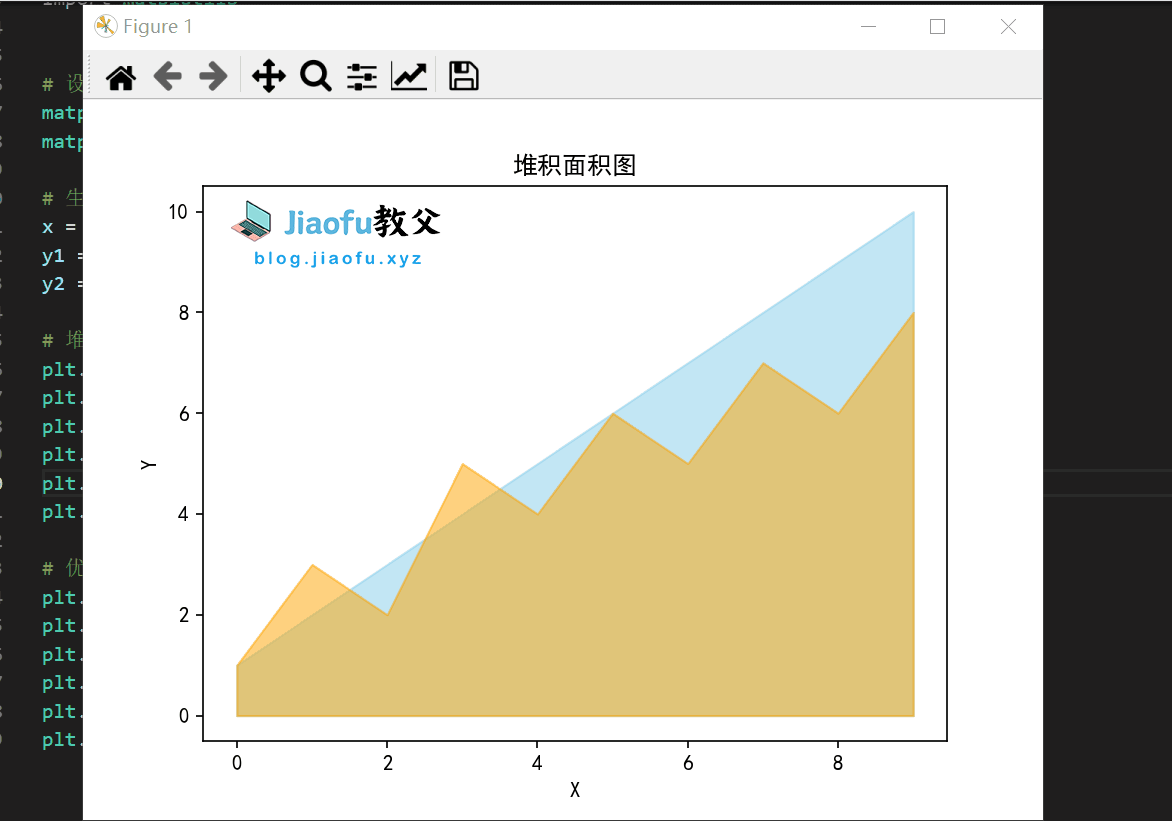 import matplotlib
Figure 1
# 设
matp
matp
# 生
x =
y1 =
y2 =
# 堆
plt.
plt.
plt.
plt.
plt.
plt.
# 优
plt.
plt.
plt.
plt.
plt.
plt.
堆积面积图
Jiaofu教父
blog.jiaofu.xyz
10
8
6
4
2
0
Y
0 2 4 6 8
X